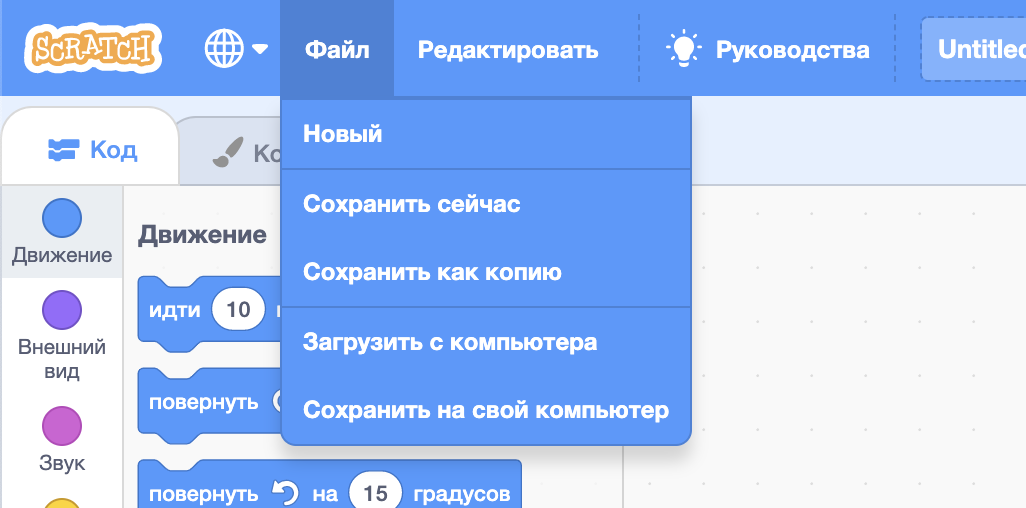 SCRATCH
Файл
Редактировать
Руководства
Untitled
Код
Новый
Сохранить сейчас
Сохранить как копию
Загрузить с компьютера
Сохранить на свой компьютер
Движение
Внешний
вид
Звук
Движение
идти 10
повернуть
повернуть на 15 градусов